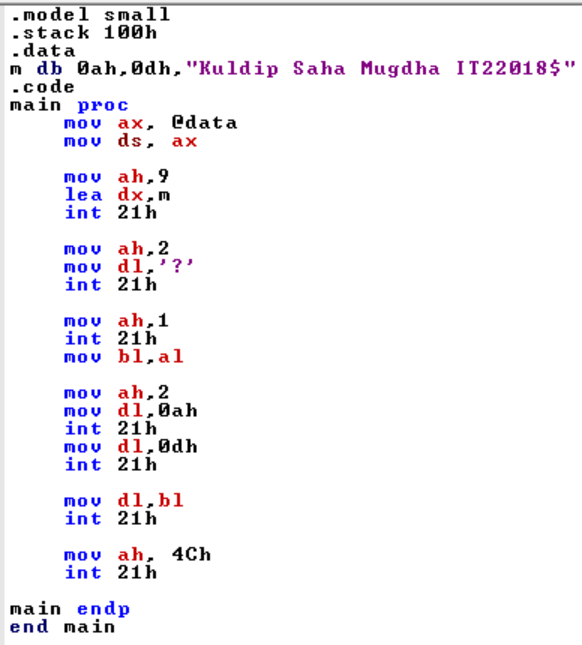 .model small
.stack 100h
.data
m db 0ah,0dh,"Kuldip Saha Mugdha IT22018$"
.code
main proc
mov ax, @data
mov ds, ax
mov ah,9
lea dx,m
int 21h
mov ah,2
mov dl,'?'
int 21h
mov ah,1
int 21h
mov bl,al
mov ah,2
mov dl,0ah
int 21h
mov dl,0dh
int 21h
mov dl,bl
int 21h
mov ah, 4Ch
int 21h
main endp
end main